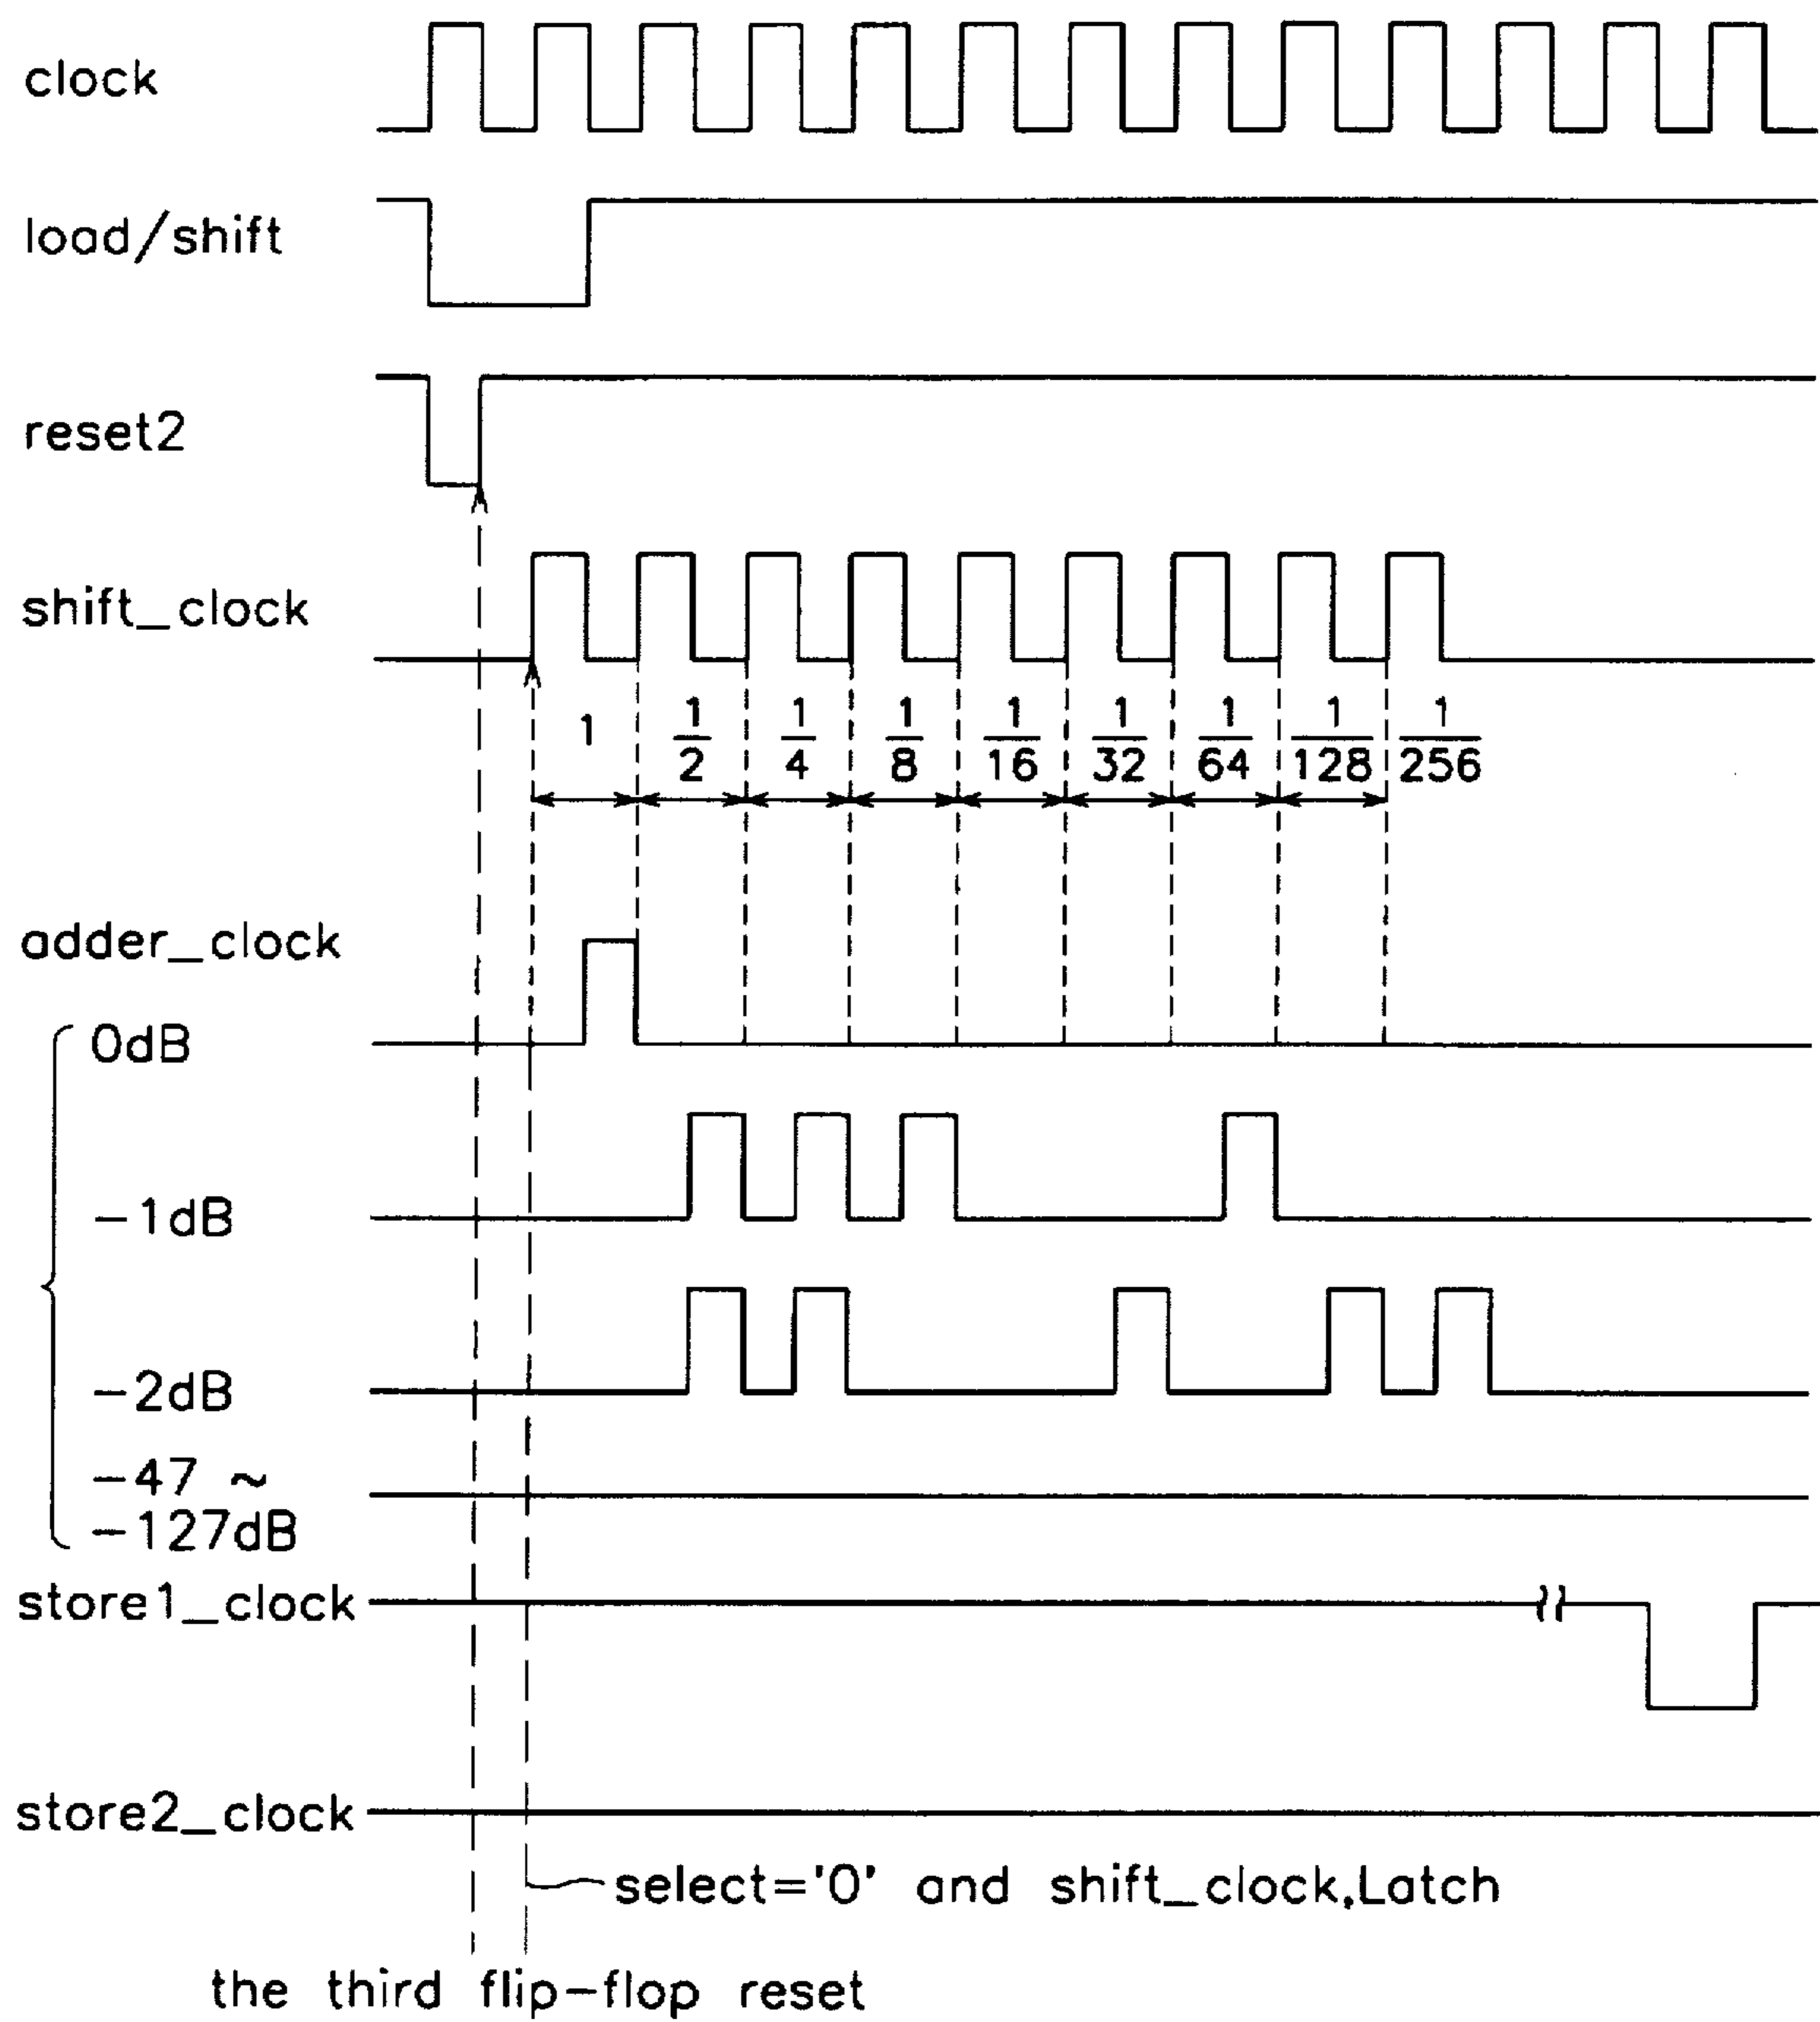 clock
load/shift
reset2
shift_clock
1 1/2 1/4 1/8 1/16 1/32 1/64 1/128 1/256
adder_clock
0dB
-1dB
-2dB
-47 ~
-127dB
store1_clock
store2_clock
select='0' and shift_clock,Latch
the third flip-flop reset